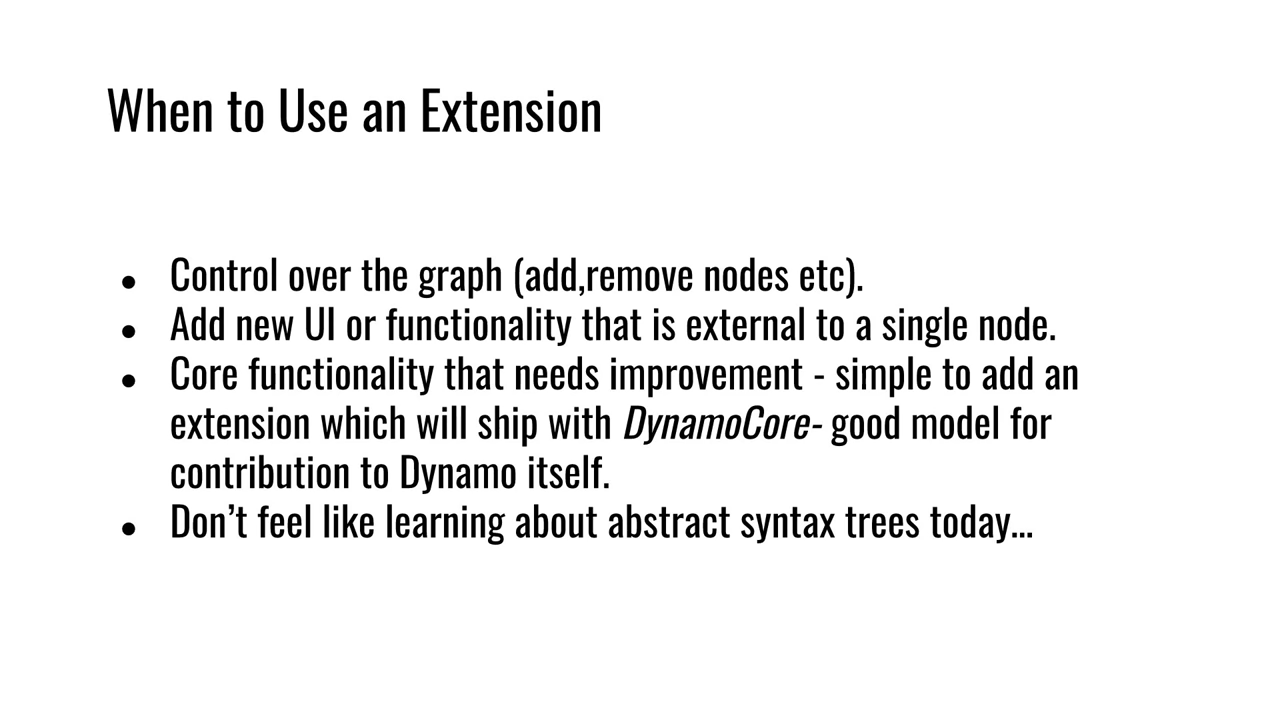 When to Use an Extension
● Control over the graph (add,remove nodes etc).
● Add new UI or functionality that is external to a single node.
● Core functionality that needs improvement - simple to add an
extension which will ship with DynamoCore- good model for
contribution to Dynamo itself.
● Don’t feel like learning about abstract syntax trees today...